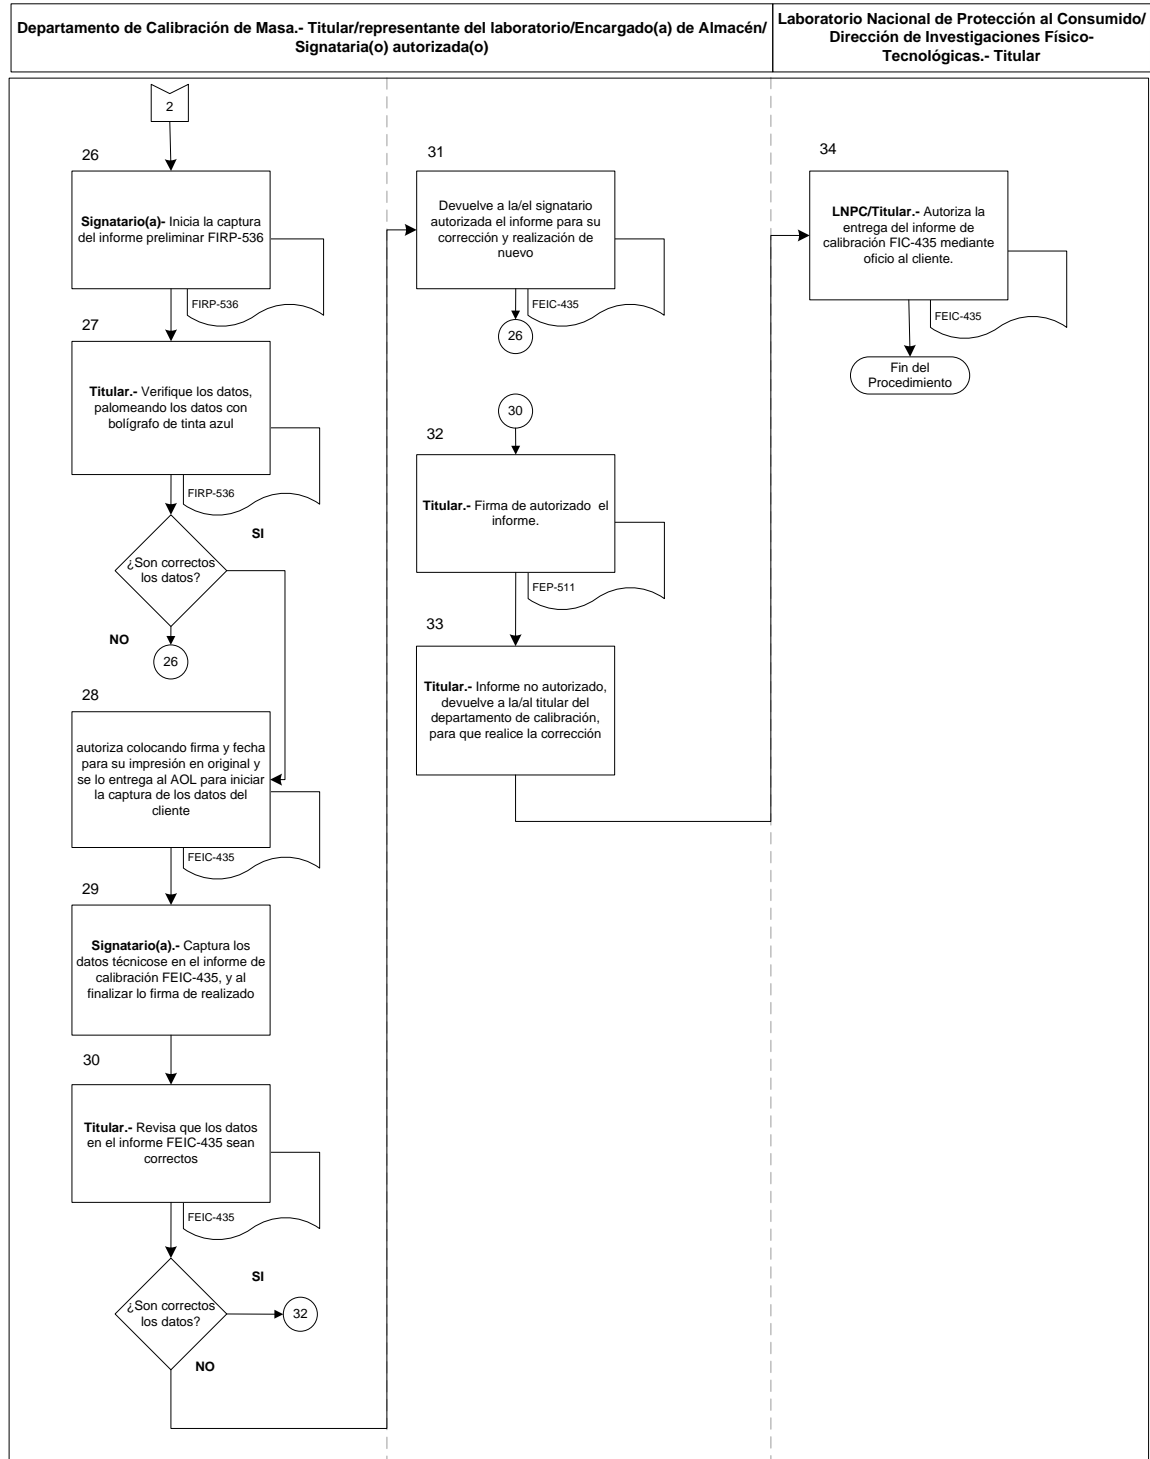 Departamento de Calibración de Masa.- Titular/representante del laboratorio/Encargado(a) de Almacén/
Signataria(o) autorizada(o)
Laboratorio Nacional de Protección al Consumido/
Dirección de Investigaciones Físico-
Tecnológicas.- Titular
2
26
Signatario(a)- Inicia la captura
del informe preliminar FIRP-536
FIRP-536
27
Titular.- Verifique los datos,
palomeando los datos con
bolígrafo de tinta azul
FIRP-536
SI
¿Son correctos
los datos?
NO
26
28
autoriza colocando firma y fecha
para su impresión en original y
se lo entrega al AOL para iniciar
la captura de los datos del
cliente
FEIC-435
29
Signatario(a).- Captura los
datos técnicose en el informe de
calibración FEIC-435, y al
finalizar lo firma de realizado
30
Titular.- Revisa que los datos
en el informe FEIC-435 sean
correctos
FEIC-435
SI
¿Son correctos
los datos?
32
NO
31
Devuelve a la/el signatario
autorizada el informe para su
corrección y realización de
nuevo
FEIC-435
26
30
32
Titular.- Firma de autorizado el
informe.
FEP-511
33
Titular.- Informe no autorizado,
devuelve a la/al titular del
departamento de calibración,
para que realice la corrección
34
LNPC/Titular.- Autoriza la
entrega del informe de
calibración FIC-435 mediante
oficio al cliente.
FEIC-435
Fin del
Procedimiento